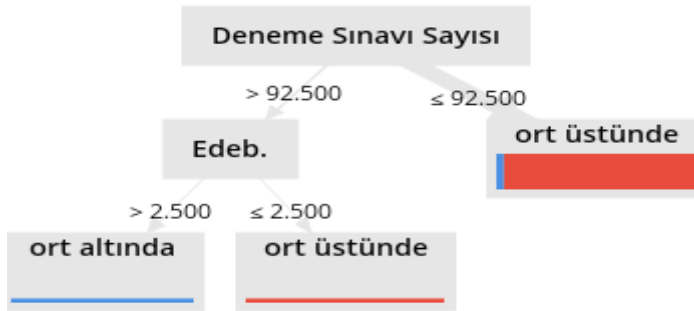 Deneme Sınavı Sayısı
> 92.500
≤ 92.500
Edeb.
ort üstünde
> 2.500
≤ 2.500
ort altında
ort üstünde